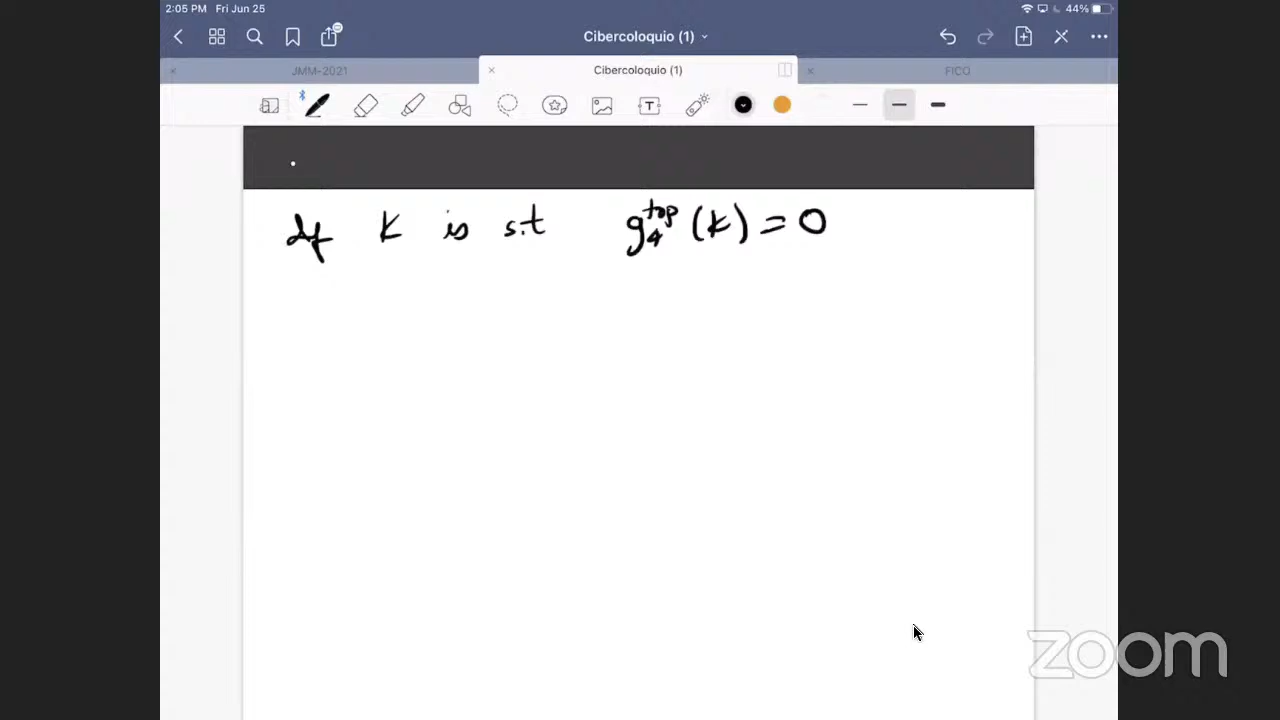 2:05 PM Fri Jun 25
44%
Cibercoloquio (1)
JMM-2021
Cibercoloquio (1)
FICO
If K is s.t g₄^top (K) = 0
zoom